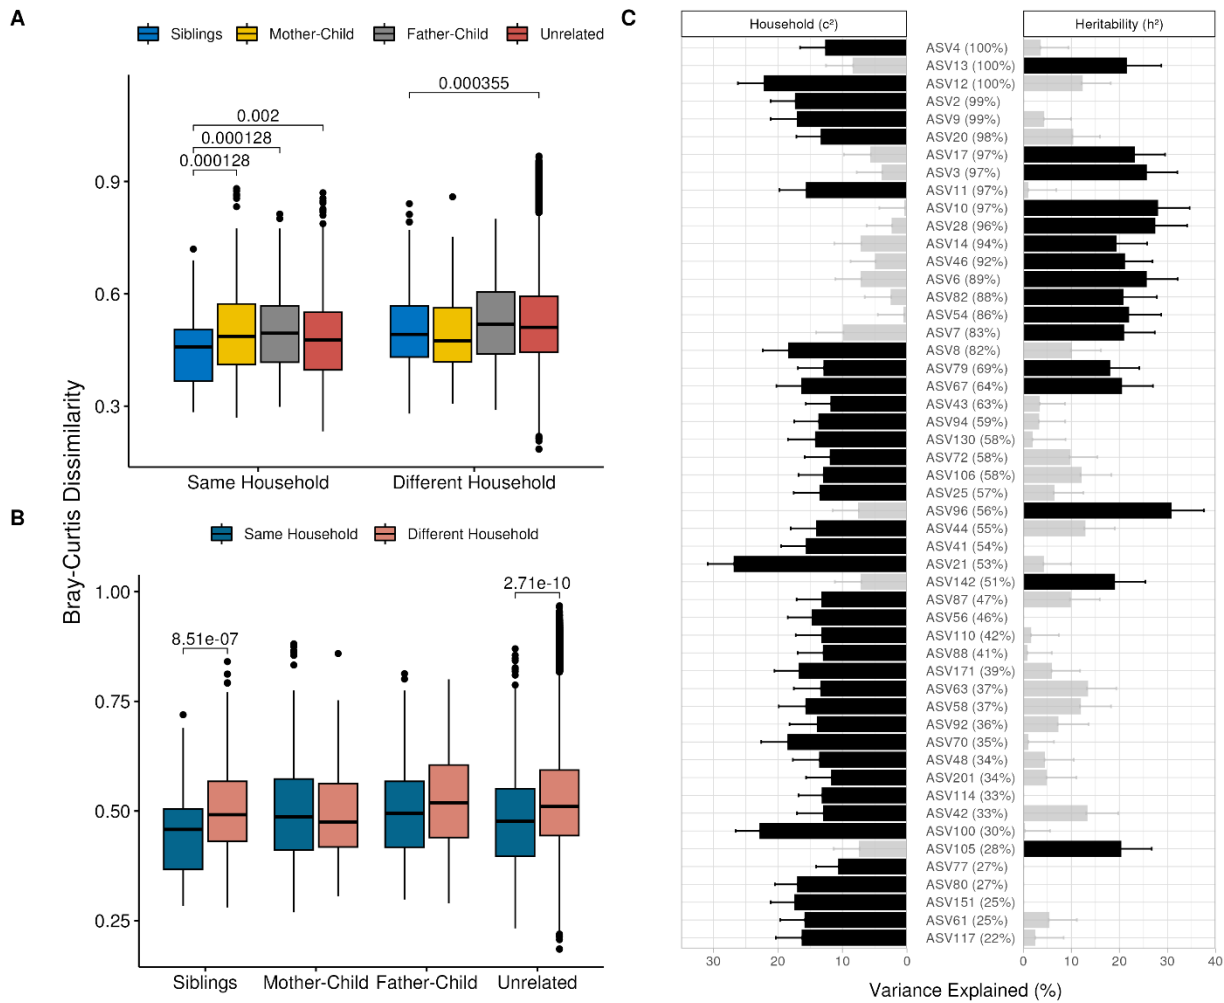 A
Siblings Mother-Child Father-Child Unrelated
0.000355
0.002
0.000128
0.000128
0.9
0.6
0.3
Same Household Different Household
Bray-Curtis Dissimilarity
B
Same Household Different Household
2.71e-10
8.51e-07
1.00
0.75
0.50
0.25
Siblings Mother-Child Father-Child Unrelated
C
Household (c²) Heritability (h²)
ASV4 (100%)
ASV13 (100%)
ASV12 (100%)
ASV2 (99%)
ASV9 (99%)
ASV20 (98%)
ASV17 (97%)
ASV3 (97%)
ASV11 (97%)
ASV10 (97%)
ASV28 (96%)
ASV14 (94%)
ASV46 (92%)
ASV6 (89%)
ASV82 (88%)
ASV54 (86%)
ASV7 (83%)
ASV8 (82%)
ASV79 (69%)
ASV67 (64%)
ASV43 (63%)
ASV94 (59%)
ASV130 (58%)
ASV72 (58%)
ASV106 (58%)
ASV25 (57%)
ASV96 (56%)
ASV44 (55%)
ASV41 (54%)
ASV21 (53%)
ASV142 (51%)
ASV87 (47%)
ASV56 (46%)
ASV110 (42%)
ASV88 (41%)
ASV171 (39%)
ASV63 (37%)
ASV58 (37%)
ASV92 (36%)
ASV70 (35%)
ASV48 (34%)
ASV201 (34%)
ASV114 (33%)
ASV42 (33%)
ASV100 (30%)
ASV105 (28%)
ASV77 (27%)
ASV80 (27%)
ASV151 (25%)
ASV61 (25%)
ASV117 (22%)
30 20 10 0 0 10 20 30 40
Variance Explained (%)